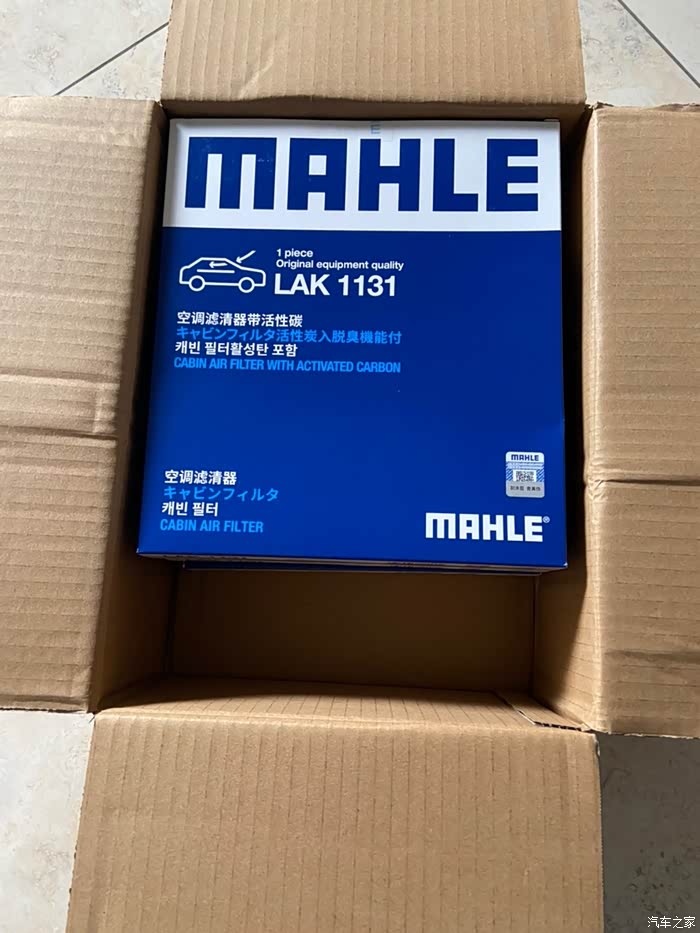 MAHLE
1 piece
Original equipment quality
LAK 1131
空调滤清器带活性碳
キャビンフィルタ活性炭入脱臭機能付
캐빈 필터활성탄 포함
CABIN AIR FILTER WITH ACTIVATED CARBON
MAHLE
空调滤清器
キャビンフィルタ
캐빈 필터
CABIN AIR FILTER
MAHLE®
汽车之家